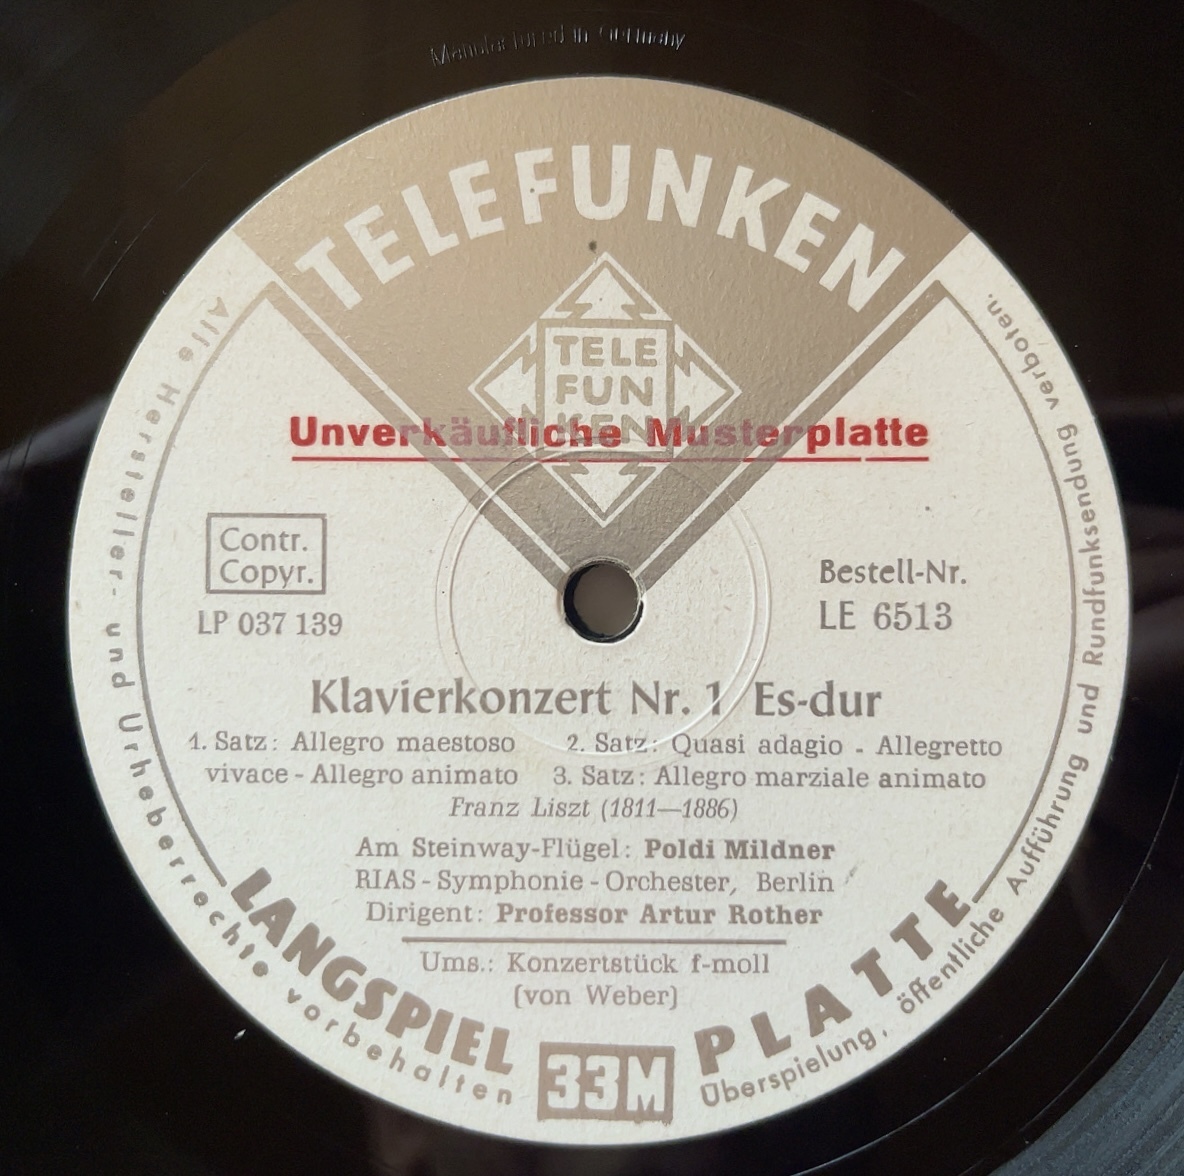 Manufactured in Germany
TELEFUNKEN
TELE
FUN
KEN
Unverkäufliche Musterplatte
Contr.
Copyr.
LP 037 139
Bestell-Nr.
LE 6513
Klavierkonzert Nr. 1 Es-dur
1. Satz: Allegro maestoso 2. Satz: Quasi adagio - Allegretto
vivace - Allegro animato 3. Satz: Allegro marziale animato
Franz Liszt (1811—1886)
Am Steinway-Flügel: Poldi Mildner
RIAS - Symphonie - Orchester, Berlin
Dirigent: Professor Artur Rother
Ums.: Konzertstück f-moll
(von Weber)
LANGSPIEL 33M PLATTE
Alle Hersteller- und Urheberrechte vorbehalten
Überspielung, öffentliche Aufführung und Rundfunksendung verboten.